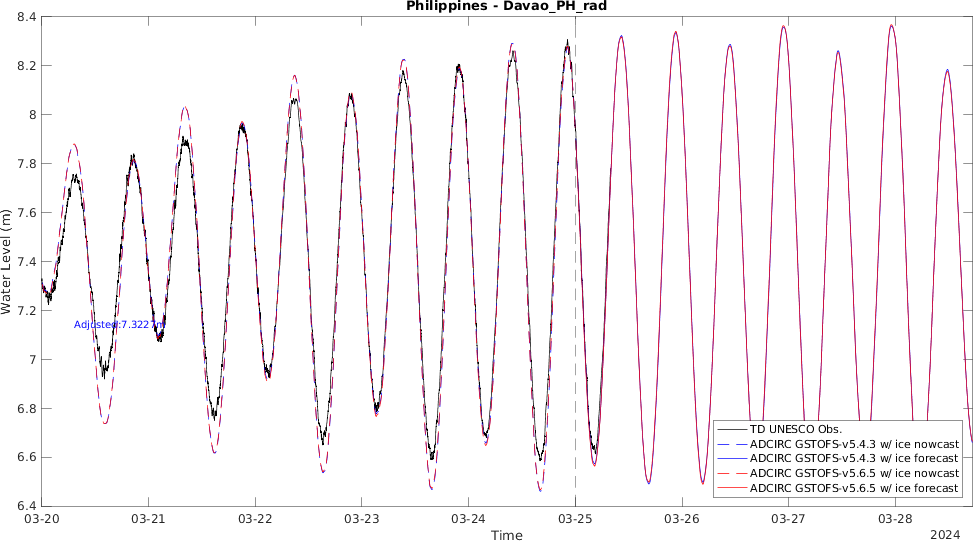 Philippines - Davao_PH_rad
8.4
8.2
8
7.8
7.6
7.4
7.2
7
6.8
6.6
6.4
Water Level (m)
Adjusted:7.3227m
TD UNESCO Obs.
ADCIRC GSTOFS-v5.4.3 w/ ice nowcast
ADCIRC GSTOFS-v5.4.3 w/ ice forecast
ADCIRC GSTOFS-v5.6.5 w/ ice nowcast
ADCIRC GSTOFS-v5.6.5 w/ ice forecast
03-20 03-21 03-22 03-23 03-24 03-25 03-26 03-27 03-28
Time
2024